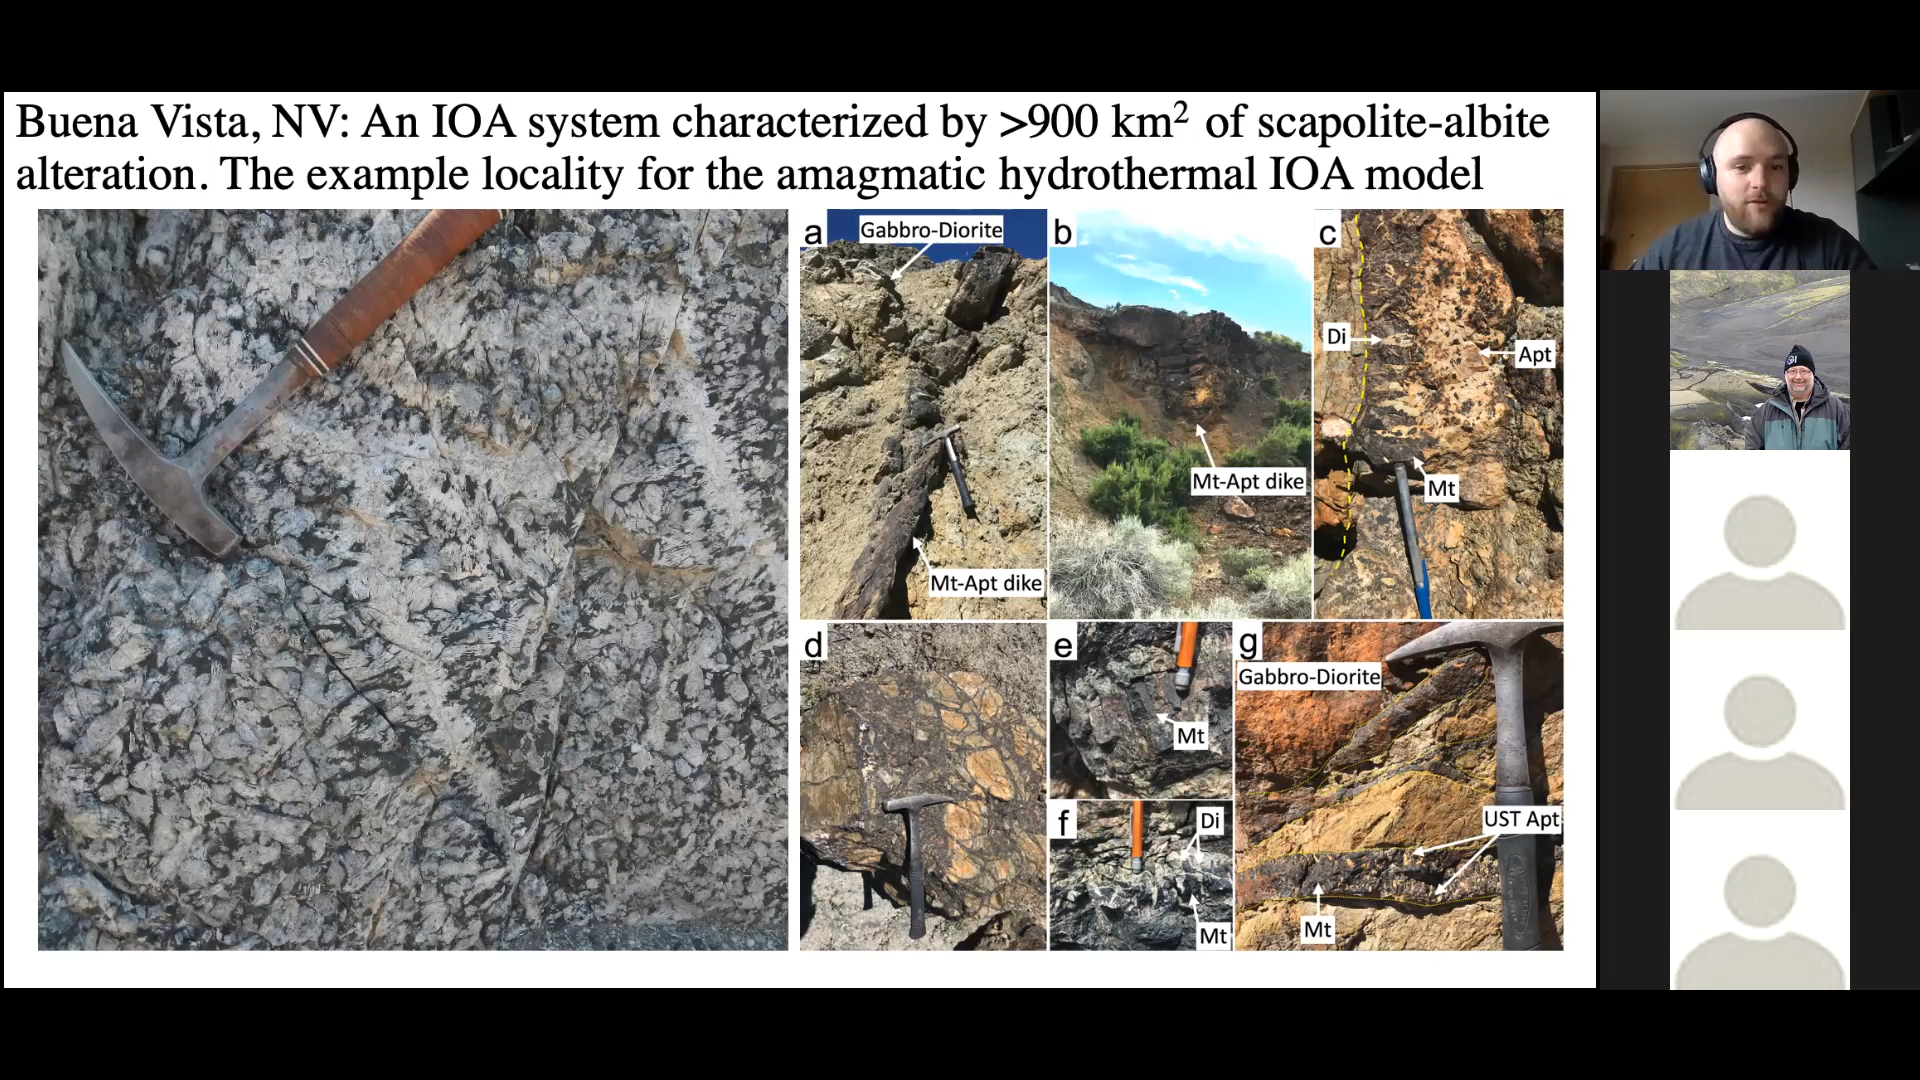 Buena Vista, NV: An IOA system characterized by >900 km² of scapolite-albite
alteration. The example locality for the amagmatic hydrothermal IOA model
a
Gabbro-Diorite
Mt-Apt dike
b
Mt-Apt dike
c
Di
Apt
Mt
d
e
Mt
f
Di
Mt
g
Gabbro-Diorite
UST Apt
Mt